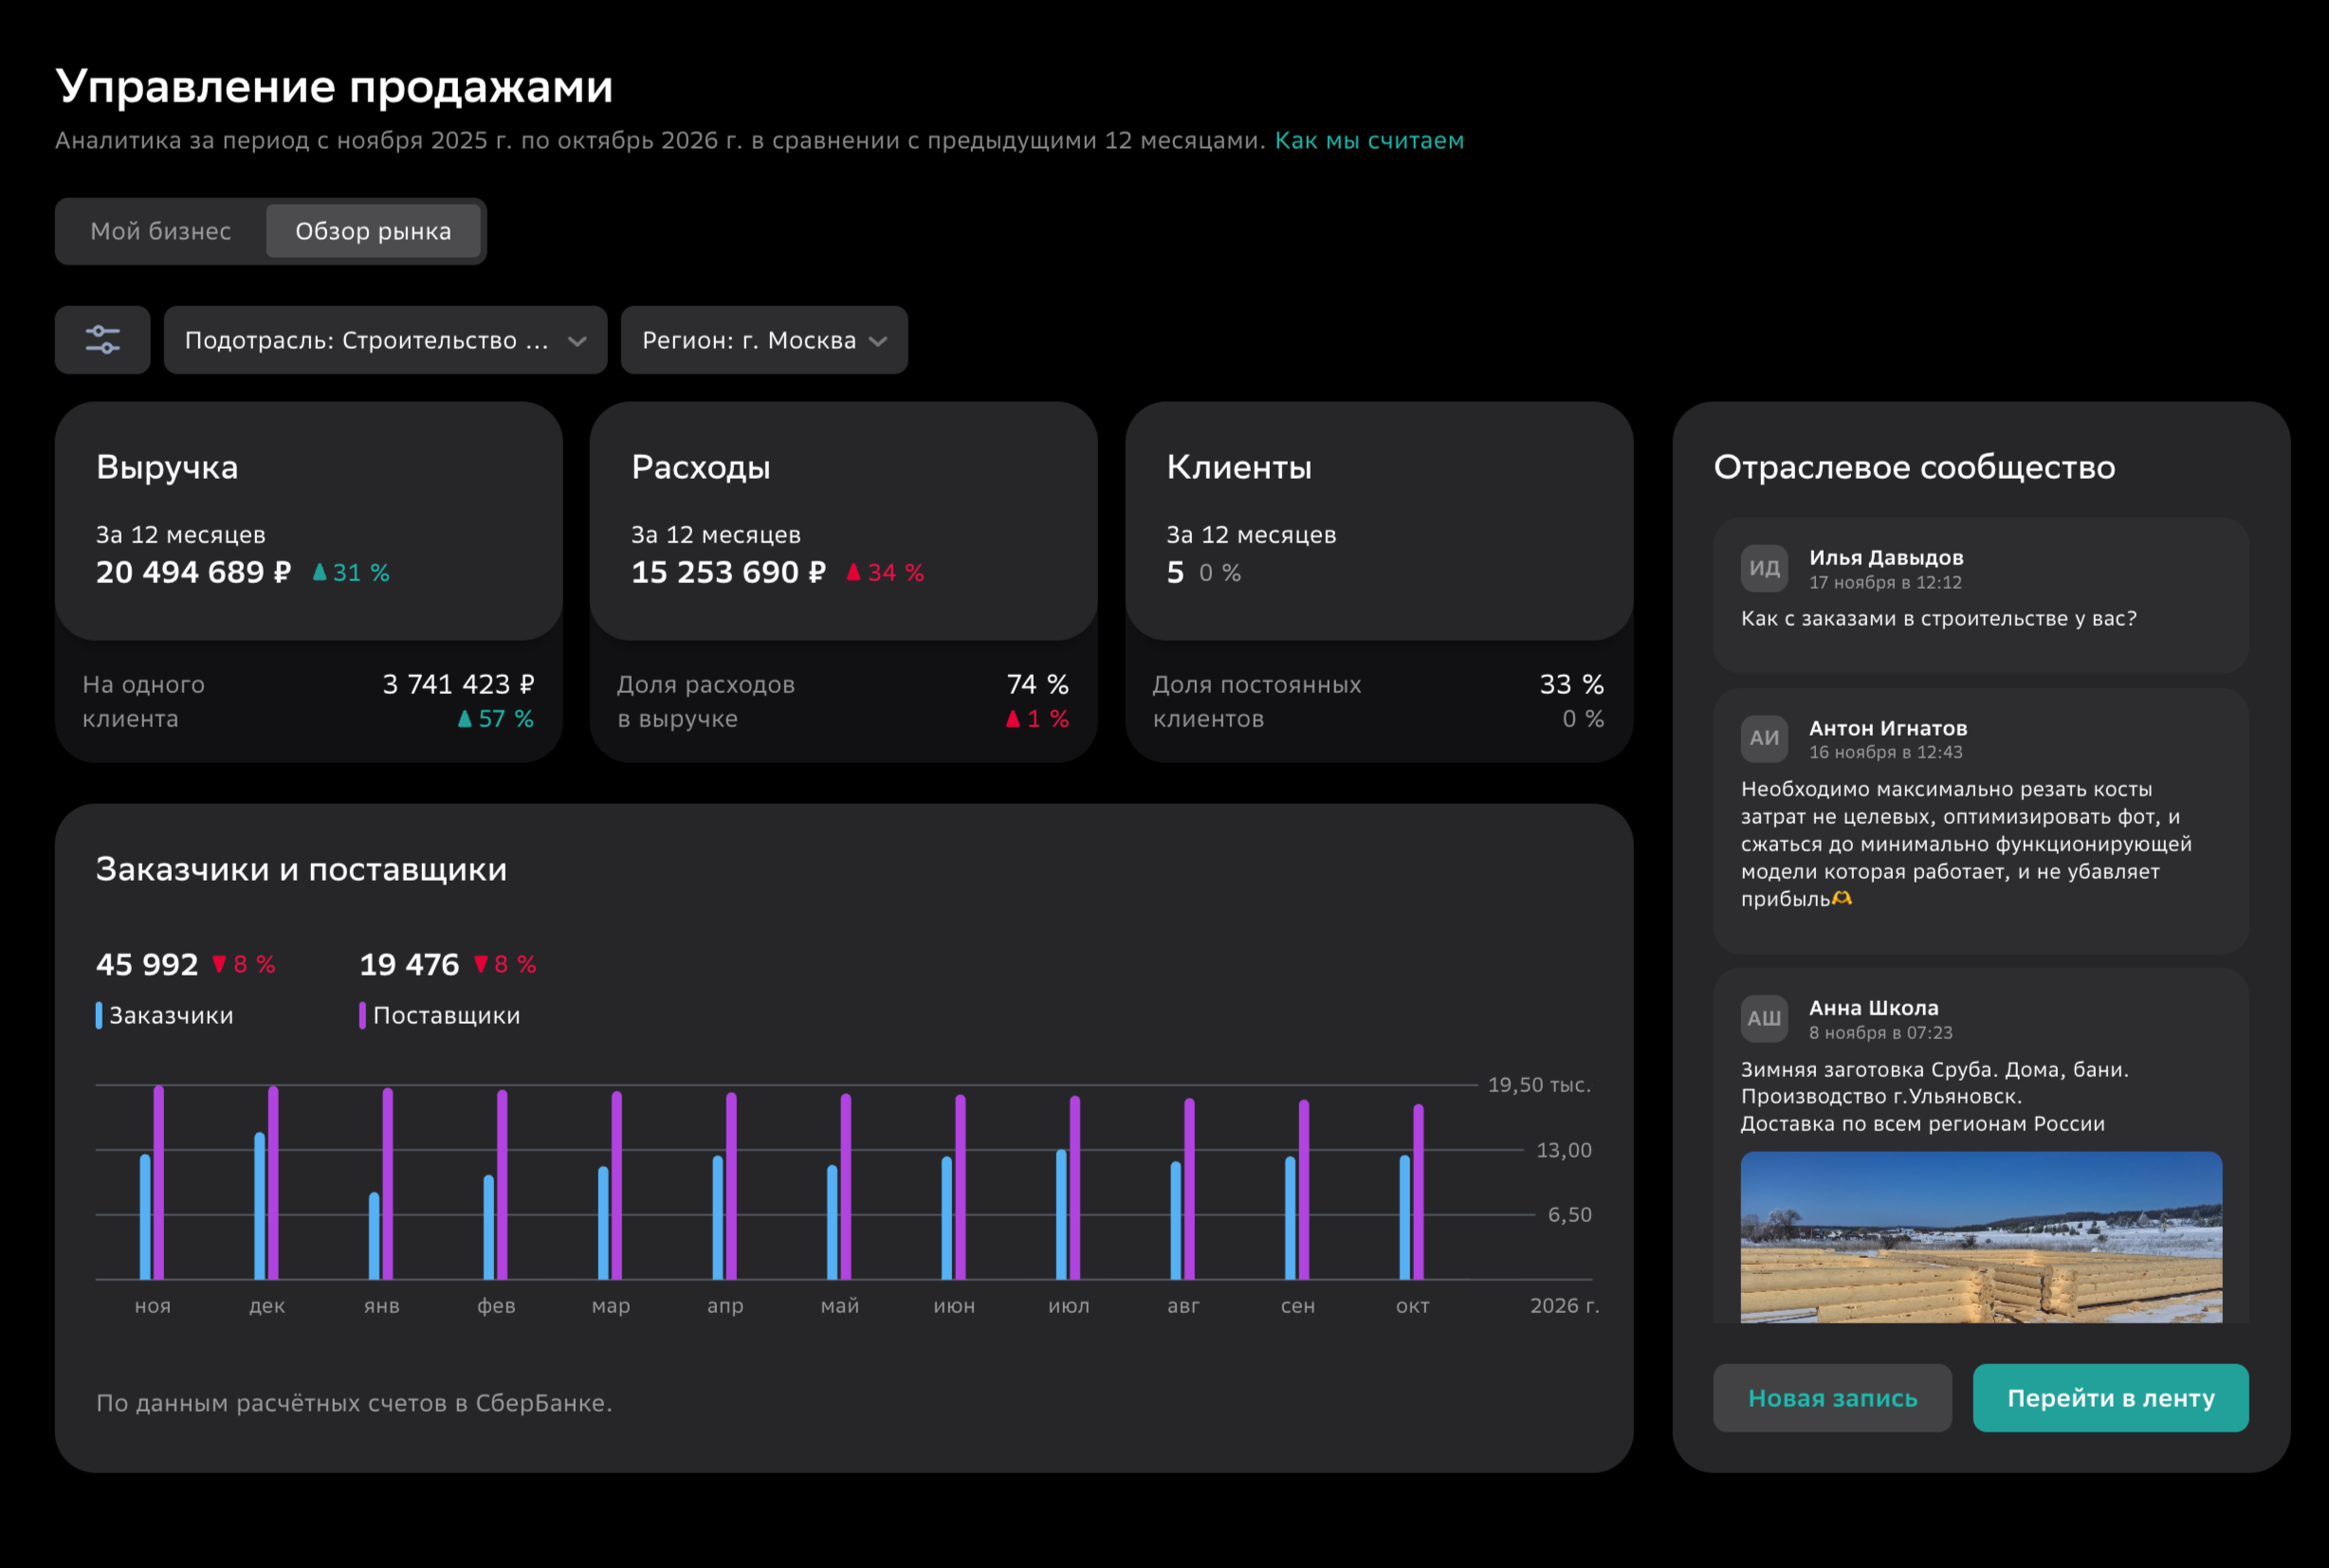 Управление продажами
Аналитика за период с ноября 2025 г. по октябрь 2026 г. в сравнении с предыдущими 12 месяцами. Как мы считаем
Мой бизнес
Обзор рынка
Подотрасль: Строительство ...
Регион: г. Москва
Выручка
За 12 месяцев
20 494 689 ₽ ▲ 31 %
На одного клиента
3 741 423 ₽
▲ 57 %
Расходы
За 12 месяцев
15 253 690 ₽ ▲ 34 %
Доля расходов в выручке
74 %
▲ 1 %
Клиенты
За 12 месяцев
5 0 %
Доля постоянных клиентов
33 %
0 %
Заказчики и поставщики
45 992 ▼ 8 %
Заказчики
19 476 ▼ 8 %
Поставщики
19,50 тыс.
13,00
6,50
ноя дек янв фев мар апр май июн июл авг сен окт 2026 г.
По данным расчётных счетов в СберБанке.
Отраслевое сообщество
ИД
Илья Давыдов
17 ноября в 12:12
Как с заказами в строительстве у вас?
АИ
Антон Игнатов
16 ноября в 12:43
Необходимо максимально резать косты
затрат не целевых, оптимизировать фот, и
сжаться до минимально функционирующей
модели которая работает, и не убавляет
прибыль🫶
АШ
Анна Школа
8 ноября в 07:23
Зимняя заготовка Сруба. Дома, бани.
Производство г.Ульяновск.
Доставка по всем регионам России
Новая запись
Перейти в ленту